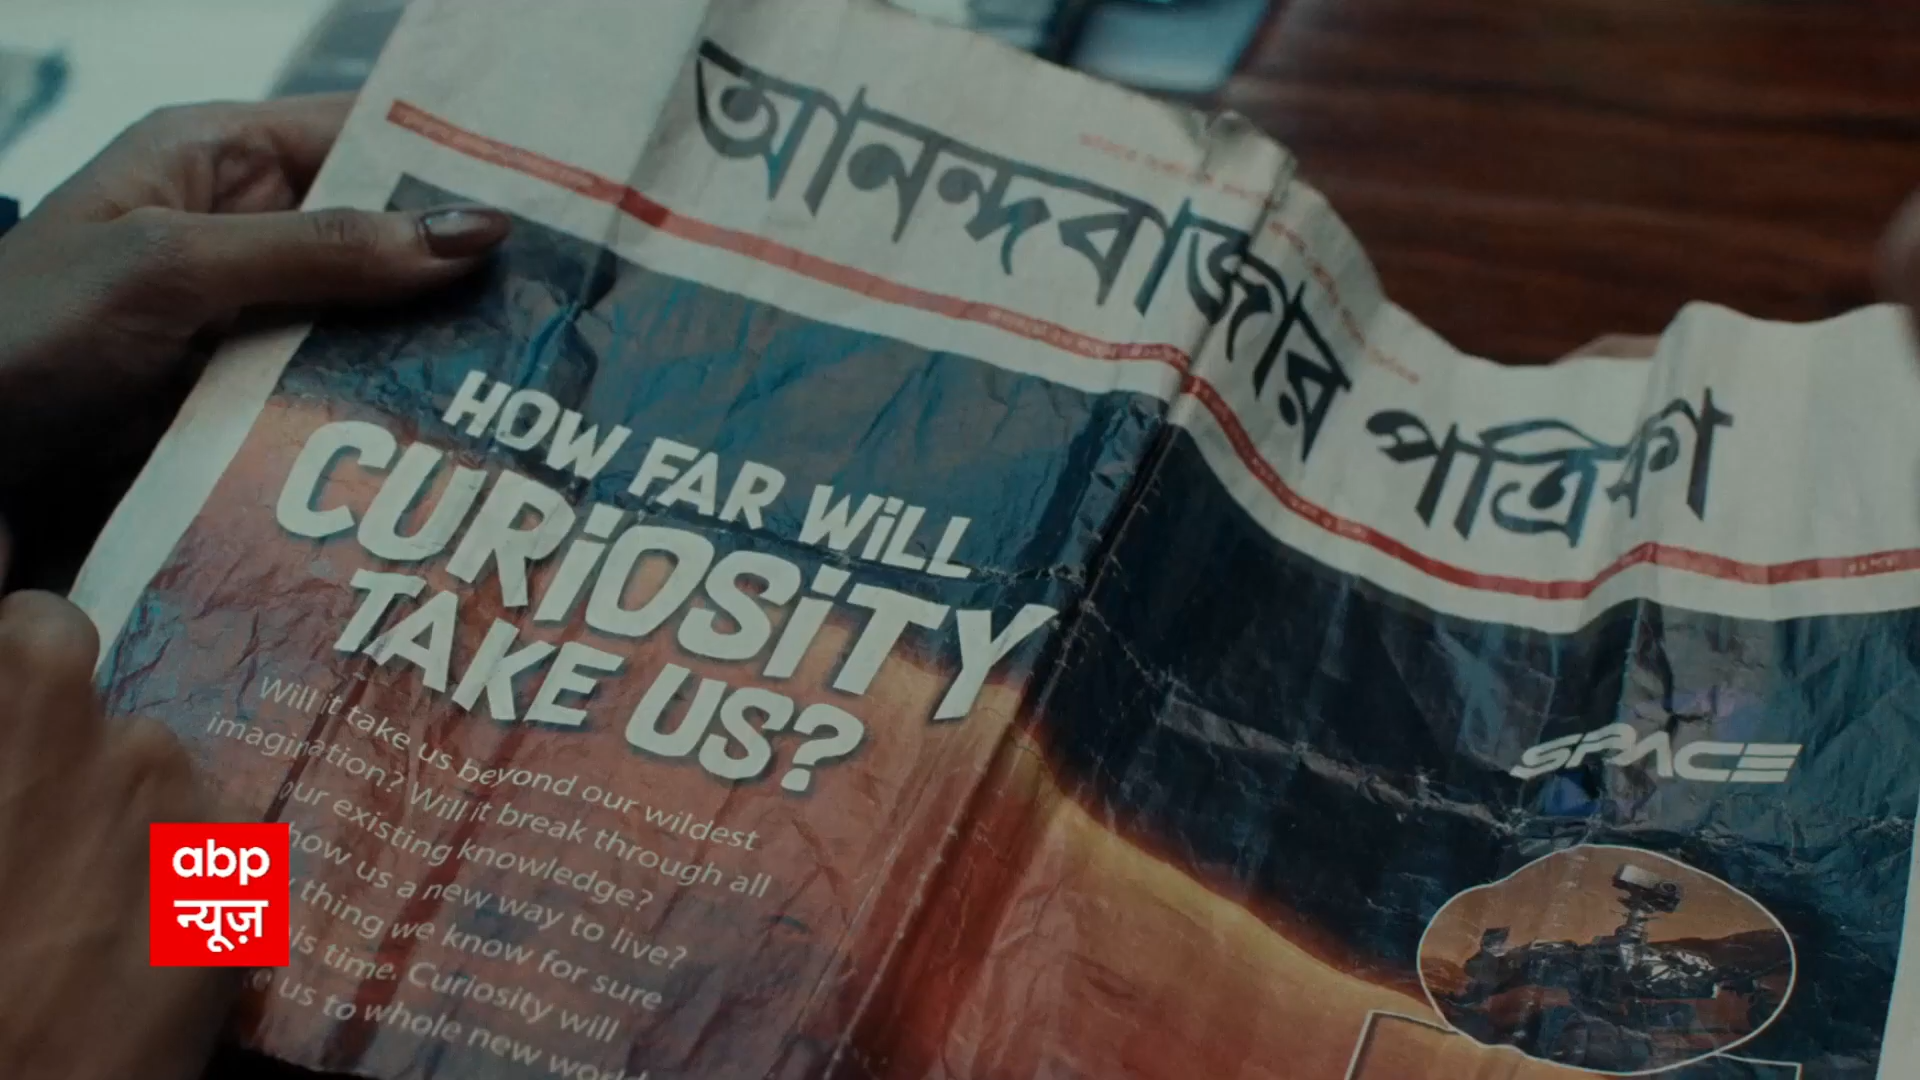 আনন্দবাজার পত্রিকা
HOW FAR WiLL
CURiOSiTY
TAKE US?
Will it take us beyond our wildest
imagination? Will it break through all
our existing knowledge?
how us a new way to live?
thing we know for sure
is time. Curiosity will
us to whole new
SPACE
abp
न्यूज़